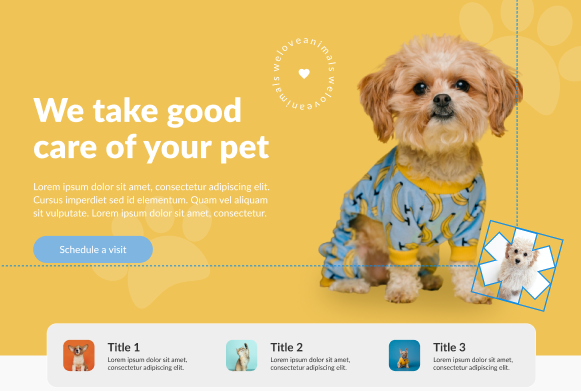 weloveanimals weloveanimals
We take good
care of your pet
Lorem ipsum dolor sit amet, consectetur adipiscing elit.
Cursus imperdiet sed id elementum. Quam vel aliquam
sit vulputate. Lorem ipsum dolor sit amet, consectetur.
Schedule a visit
Title 1
Lorem ipsum dolor sit amet,
consectetur adipiscing elit.
Title 2
Lorem ipsum dolor sit amet,
consectetur adipiscing elit.
Title 3
Lorem ipsum dolor sit amet,
consectetur adipiscing elit.